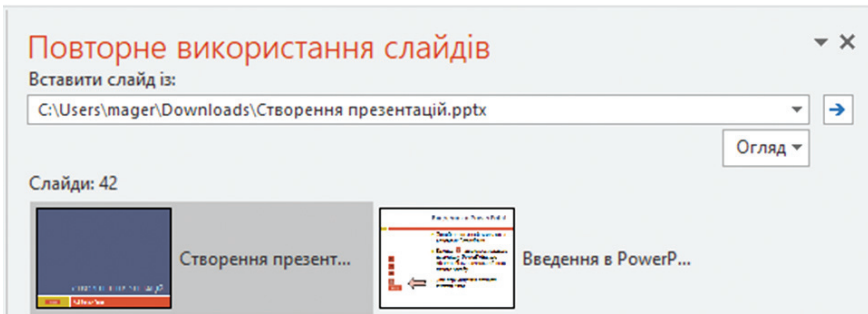 Повторне використання слайдів
Вставити слайд із:
C:\Users\mager\Downloads\Створення презентацій.pptx
Огляд
Слайди: 42
Створення презент...
Введення в PowerP...